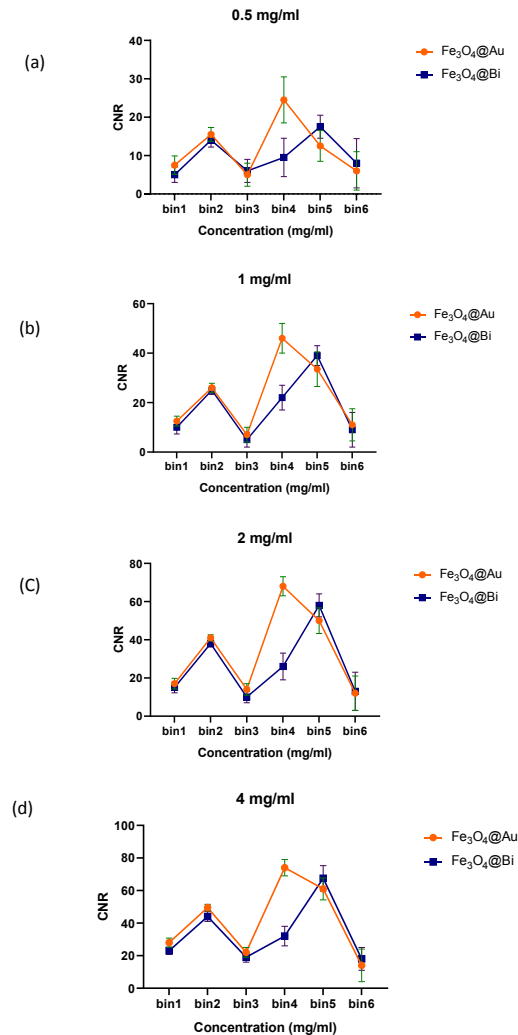 0.5 mg/ml
(a)
40
30
20
10
0
CNR
bin1 bin2 bin3 bin4 bin5 bin6
Concentration (mg/ml)
Fe₃O₄@Au
Fe₃O₄@Bi
1 mg/ml
(b)
60
40
20
0
CNR
bin1 bin2 bin3 bin4 bin5 bin6
Concentration (mg/ml)
Fe₃O₄@Au
Fe₃O₄@Bi
2 mg/ml
(C)
80
60
40
20
0
CNR
bin1 bin2 bin3 bin4 bin5 bin6
Concentration (mg/ml)
Fe₃O₄@Au
Fe₃O₄@Bi
4 mg/ml
(d)
100
80
60
40
20
0
CNR
bin1 bin2 bin3 bin4 bin5 bin6
Concentration (mg/ml)
Fe₃O₄@Au
Fe₃O₄@Bi